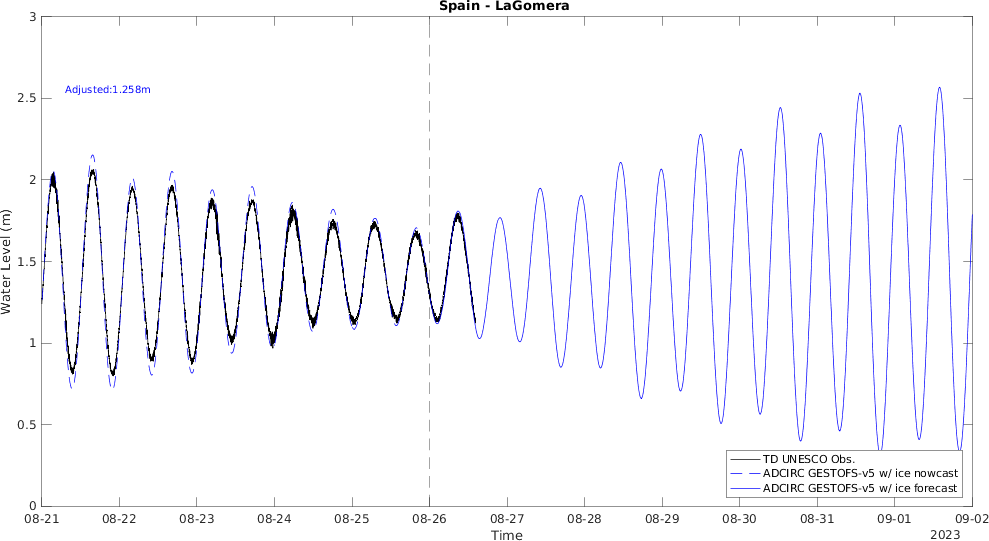 Spain - LaGomera
3
2.5
2
1.5
1
0.5
0
Water Level (m)
Adjusted:1.258m
TD UNESCO Obs.
ADCIRC GESTOFS-v5 w/ ice nowcast
ADCIRC GESTOFS-v5 w/ ice forecast
08-21 08-22 08-23 08-24 08-25 08-26 08-27 08-28 08-29 08-30 08-31 09-01 09-02
Time
2023